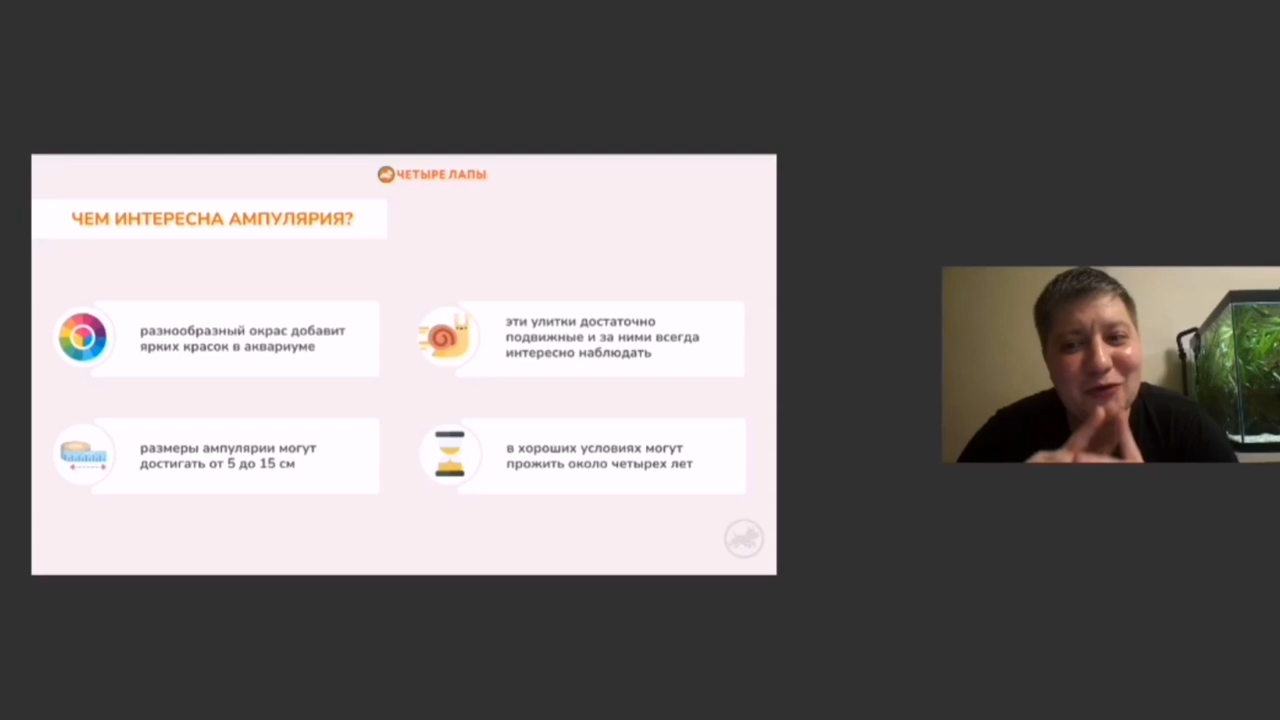 ЧЕТЫРЕ ЛАПЫ
ЧЕМ ИНТЕРЕСНА АМПУЛЯРИЯ?
разнообразный окрас добавит
ярких красок в аквариуме
эти улитки достаточно
подвижные и за ними всегда
интересно наблюдать
размеры ампулярии могут
достигать от 5 до 15 см
в хороших условиях могут
прожить около четырех лет